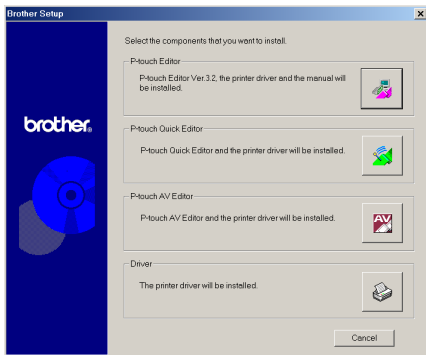 Brother Setup
Select the components that you want to install.
P-touch Editor
P-touch Editor Ver.3.2, the printer driver and the manual will
be installed.
brother®
P-touch Quick Editor
P-touch Quick Editor and the printer driver will be installed.
P-touch AV Editor
P-touch AV Editor and the printer driver will be installed.
AV
Driver
The printer driver will be installed.
Cancel